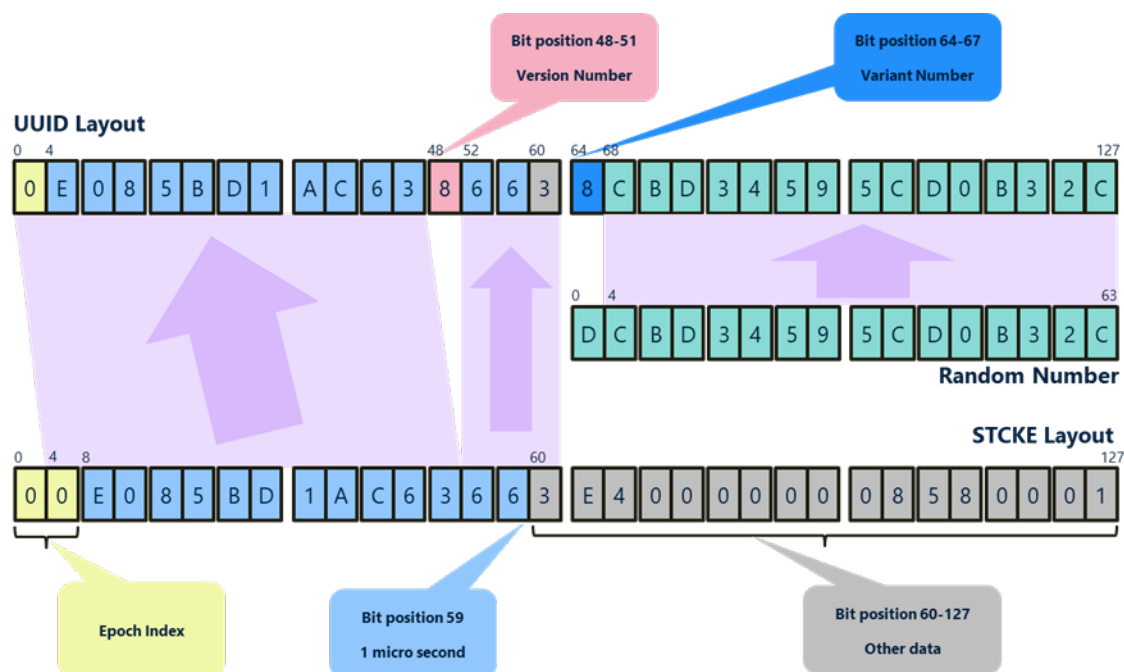 Bit position 48-51
Version Number
Bit position 64-67
Variant Number
UUID Layout
0 4 48 52 60 64 68 127
0 E 0 8 5 B D 1 A C 6 3 8 6 6 3 8 C B D 3 4 5 9 5 C D 0 B 3 2 C
0 4 63
D C B D 3 4 5 9 5 C D 0 B 3 2 C
Random Number
STCKE Layout
0 4 8 60 127
0 0 E 0 8 5 B D 1 A C 6 3 6 6 3 E 4 0 0 0 0 0 0 0 8 5 8 0 0 0 1
Epoch Index
Bit position 59
1 micro second
Bit position 60-127
Other data